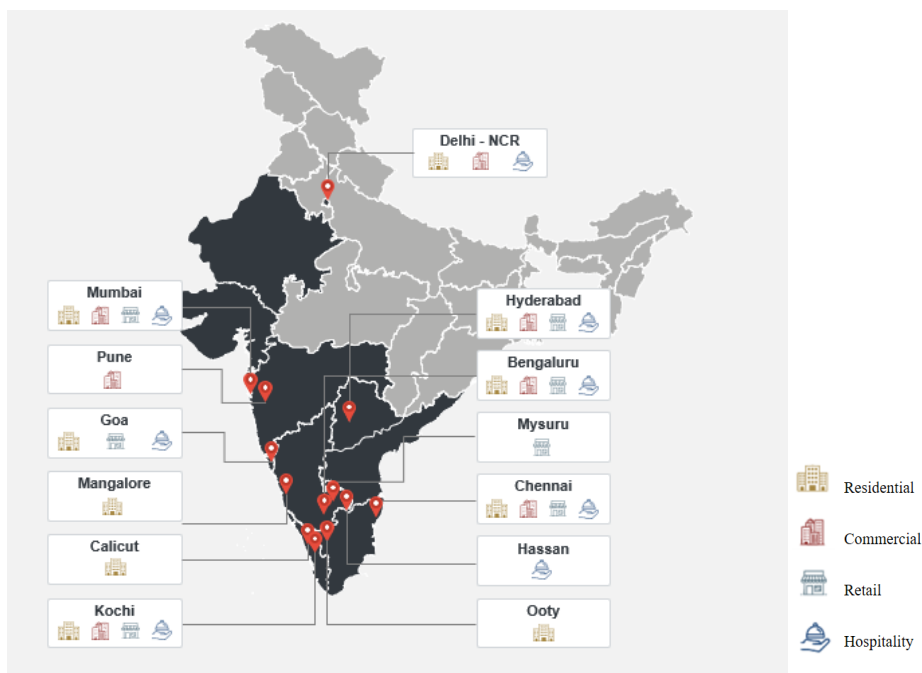 Delhi - NCR
Mumbai
Hyderabad
Pune
Bengaluru
Goa
Mysuru
Mangalore
Chennai
Calicut
Hassan
Kochi
Ooty
Residential
Commercial
Retail
Hospitality